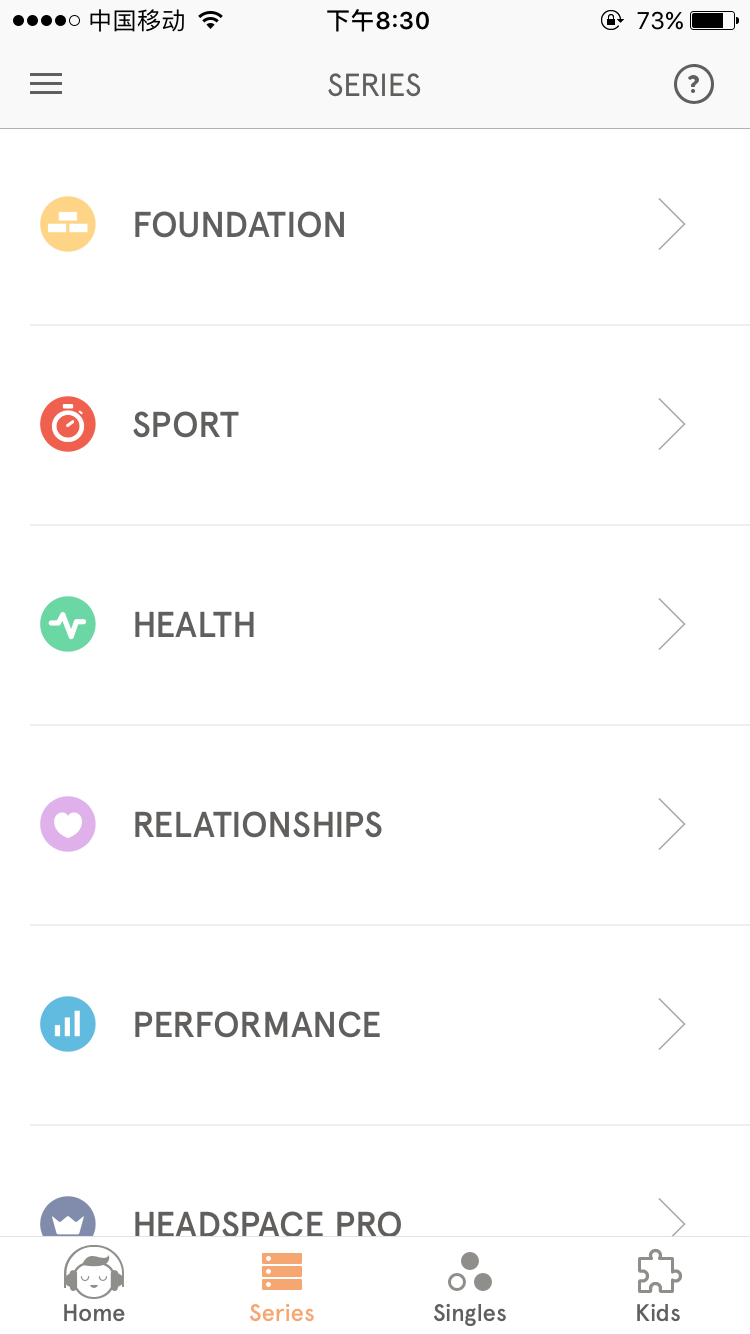 中国移动 下午8:30 73%
SERIES ?
FOUNDATION
SPORT
HEALTH
RELATIONSHIPS
PERFORMANCE
HEADSPACE PRO
Home Series Singles Kids